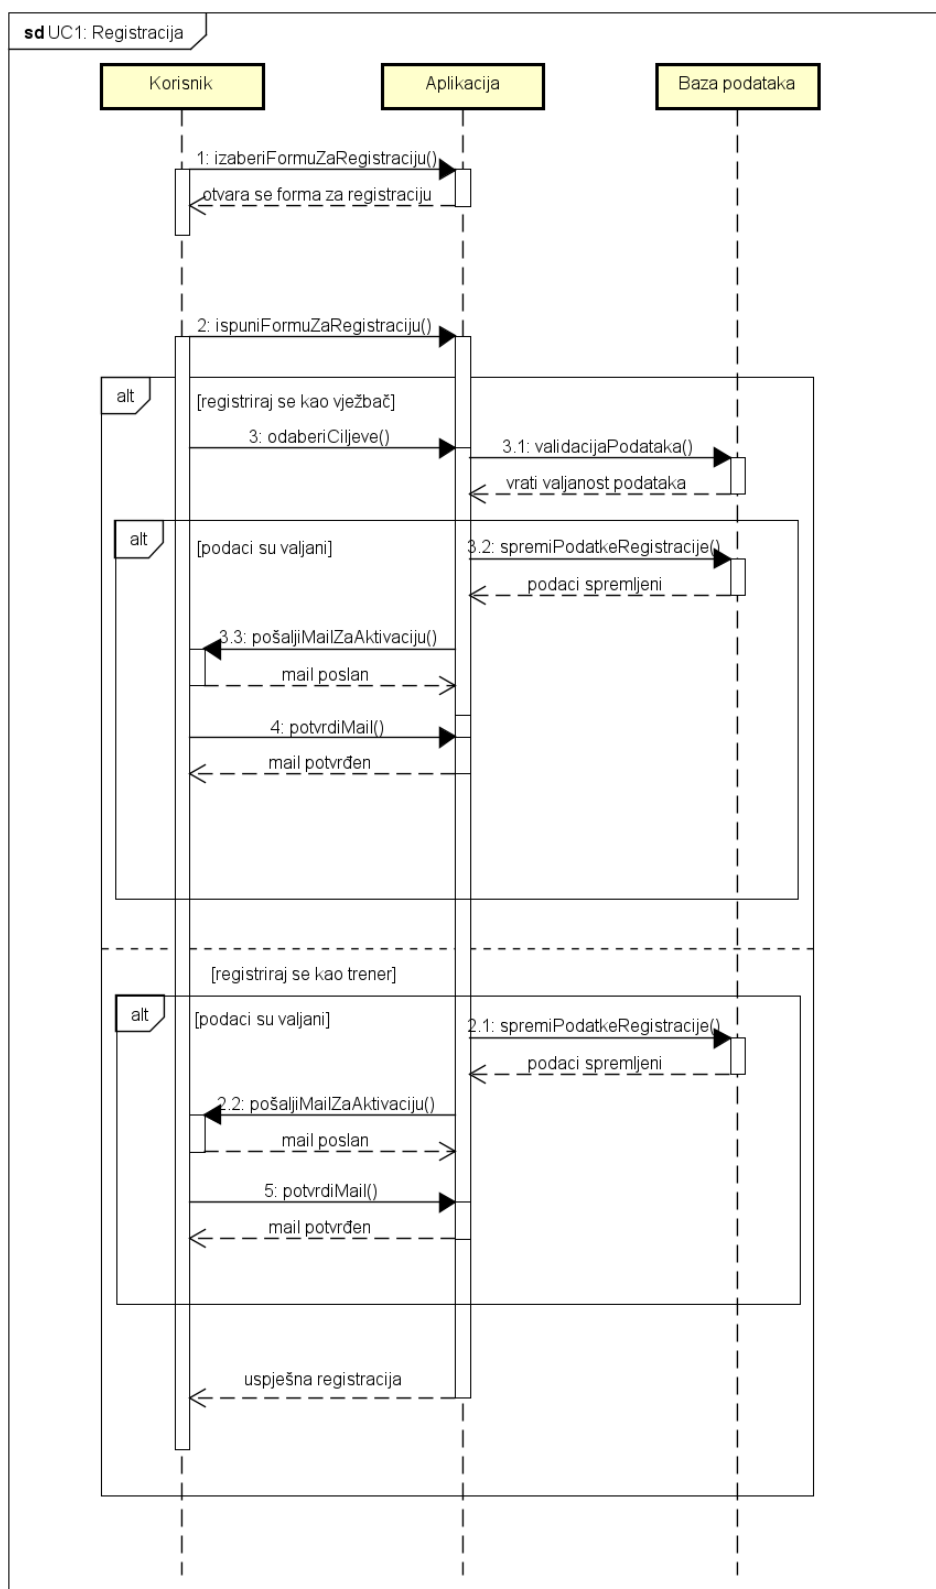 sd UC1: Registracija
Korisnik
Aplikacija
Baza podataka
1: izaberiFormuZaRegistraciju()
otvara se forma za registraciju
2: ispuniFormuZaRegistraciju()
alt
[registriraj se kao vježbač]
3: odaberiCiljeve()
3.1: validacijaPodataka()
vrati valjanost podataka
alt
[podaci su valjani]
3.2: spremiPodatkeRegistracije()
podaci spremljeni
3.3: pošaljiMailZaAktivaciju()
mail poslan
4: potvrdiMail()
mail potvrđen
[registriraj se kao trener]
alt
[podaci su valjani]
2.1: spremiPodatkeRegistracije()
podaci spremljeni
2.2: pošaljiMailZaAktivaciju()
mail poslan
5: potvrdiMail()
mail potvrđen
uspješna registracija